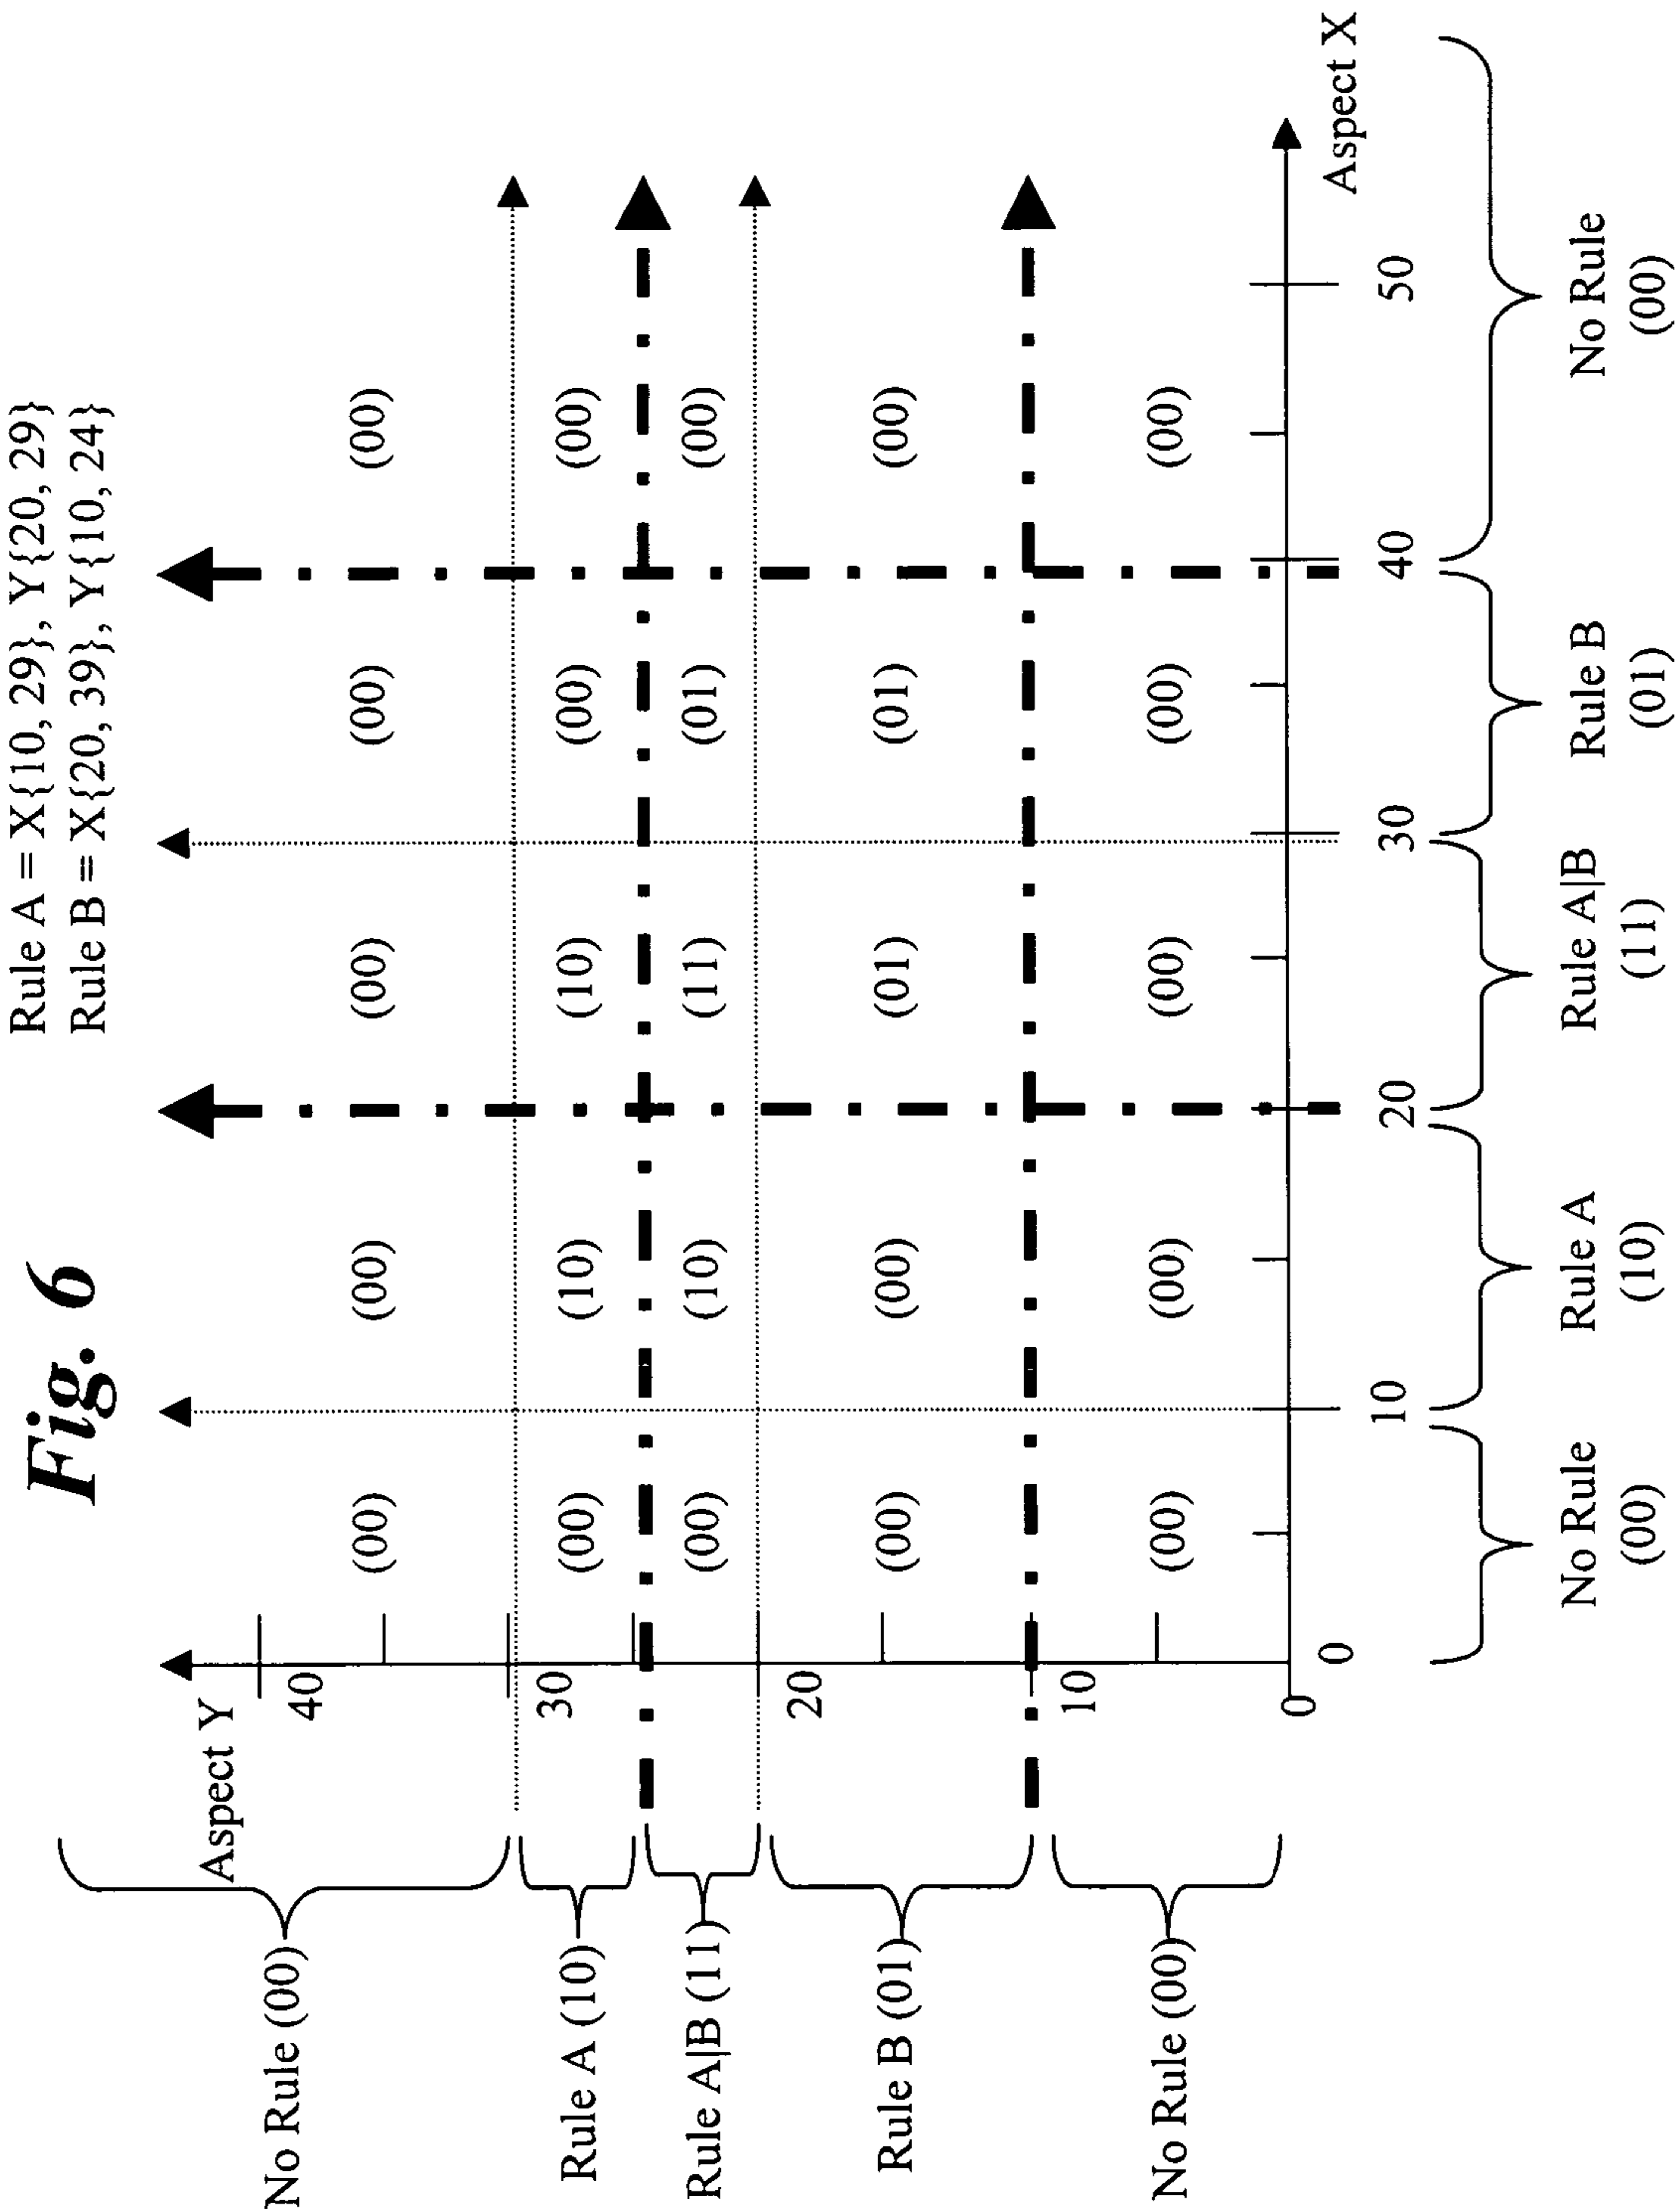 Fig. 6
Rule A = X{10, 29}, Y{20, 29}
Rule B = X{20, 39}, Y{10, 24}
Aspect Y
No Rule (00)
40
(00) (00) (00) (00) (00)
30
Rule A (10)
(00) (10) (10) (00) (00)
Rule A|B (11)
(00) (10) (11) (01) (00)
20
Rule B (01)
(00) (00) (01) (01) (00)
10
No Rule (00)
(00) (00) (00) (00) (00)
0
0 10 20 30 40 50
Aspect X
No Rule Rule A Rule A|B Rule B No Rule
(00) (10) (11) (01) (00)